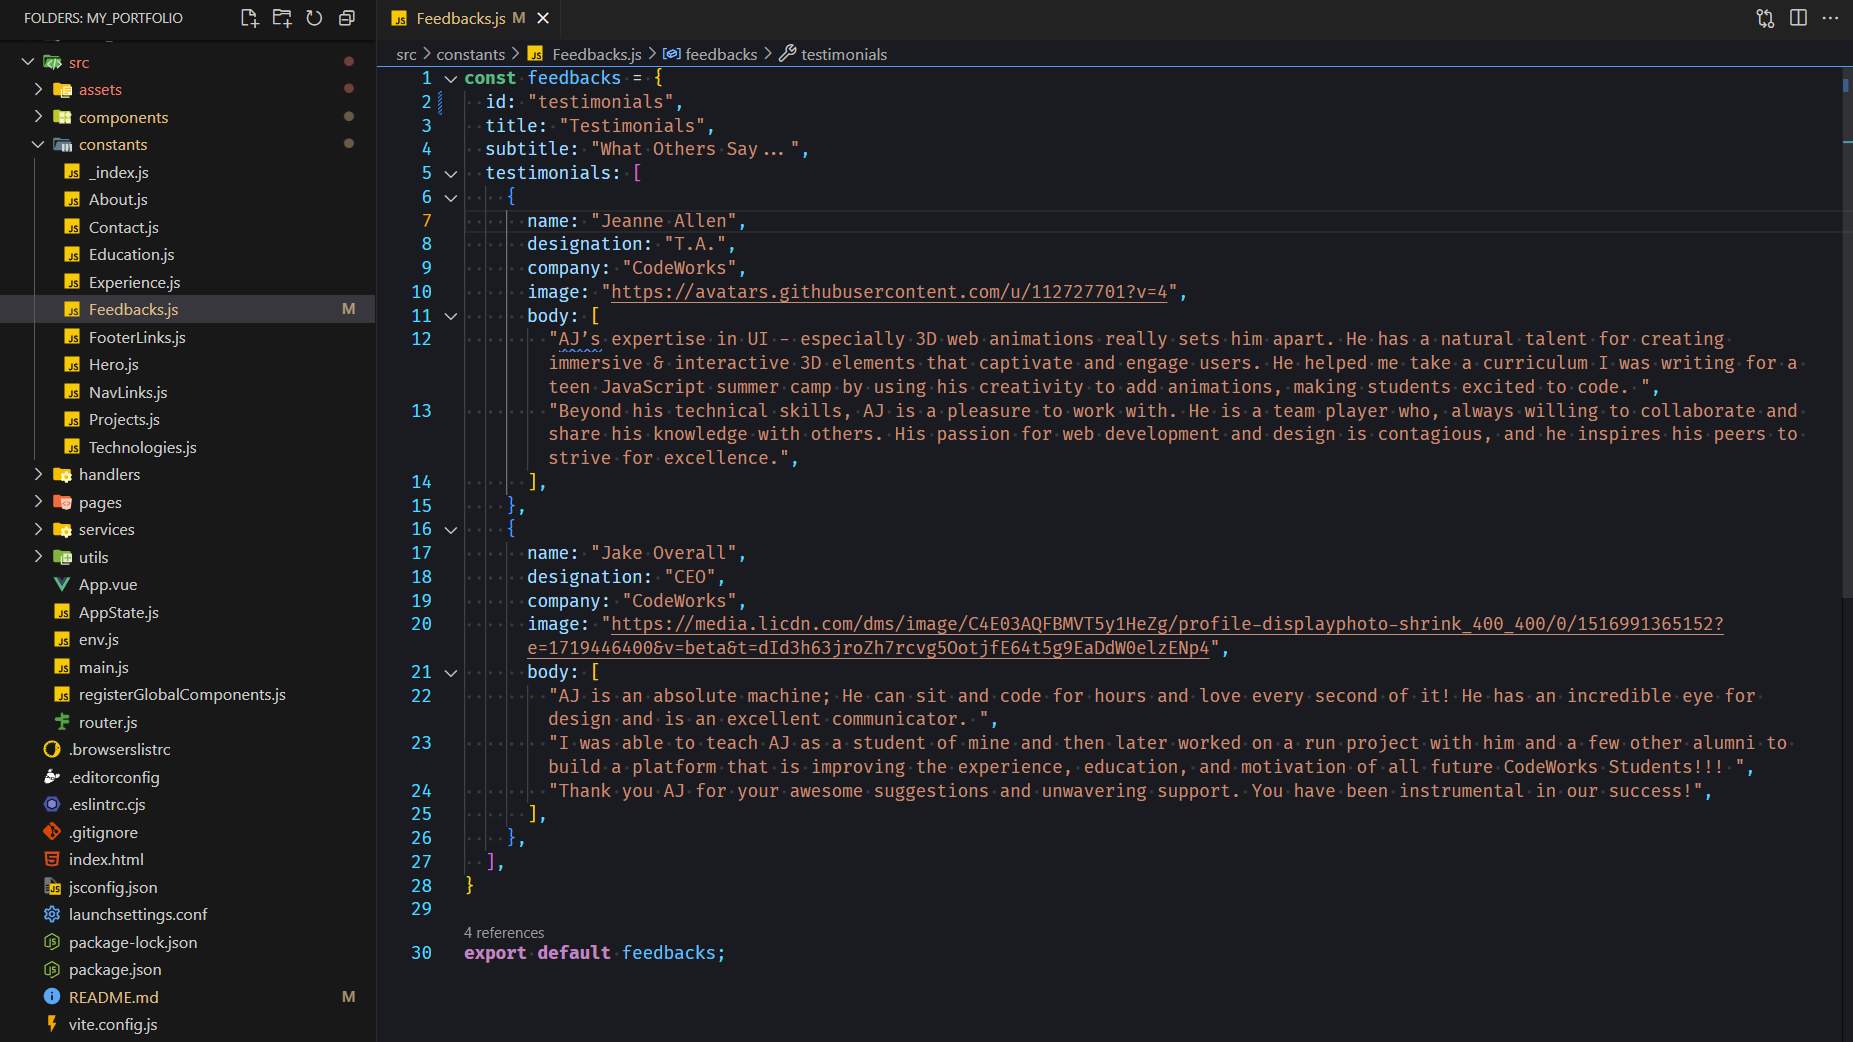 FOLDERS: MY_PORTFOLIO
src
assets
components
constants
_index.js
About.js
Contact.js
Education.js
Experience.js
Feedbacks.js M
FooterLinks.js
Hero.js
NavLinks.js
Projects.js
Technologies.js
handlers
pages
services
utils
App.vue
AppState.js
env.js
main.js
registerGlobalComponents.js
router.js
.browserslistrc
.editorconfig
.eslintrc.cjs
.gitignore
index.html
jsconfig.json
launchsettings.conf
package-lock.json
package.json
README.md M
vite.config.js
JS Feedbacks.js M
src > constants > JS Feedbacks.js > feedbacks > testimonials
1 const feedbacks = {
2 id: "testimonials",
3 title: "Testimonials",
4 subtitle: "What Others Say...",
5 testimonials: [
6 {
7 name: "Jeanne Allen",
8 designation: "T.A.",
9 company: "CodeWorks",
10 image: "https://avatars.githubusercontent.com/u/112727701?v=4",
11 body: [
12 "AJ’s expertise in UI - especially 3D web animations really sets him apart. He has a natural talent for creating
immersive & interactive 3D elements that captivate and engage users. He helped me take a curriculum I was writing for a
teen JavaScript summer camp by using his creativity to add animations, making students excited to code. ",
13 "Beyond his technical skills, AJ is a pleasure to work with. He is a team player who, always willing to collaborate and
share his knowledge with others. His passion for web development and design is contagious, and he inspires his peers to
strive for excellence.",
14 ],
15 },
16 {
17 name: "Jake Overall",
18 designation: "CEO",
19 company: "CodeWorks",
20 image: "https://media.licdn.com/dms/image/C4E03AQFBMVT5y1HeZg/profile-displayphoto-shrink_400_400/0/1516991365152?
e=1719446400&v=beta&t=dId3h63jroZh7rcvg5OotjfE64t5g9EaDdW0elzENp4",
21 body: [
22 "AJ is an absolute machine; He can sit and code for hours and love every second of it! He has an incredible eye for
design and is an excellent communicator. ",
23 "I was able to teach AJ as a student of mine and then later worked on a run project with him and a few other alumni to
build a platform that is improving the experience, education, and motivation of all future CodeWorks Students!!! ",
24 "Thank you AJ for your awesome suggestions and unwavering support. You have been instrumental in our success!",
25 ],
26 },
27 ],
28 }
29
4 references
30 export default feedbacks;